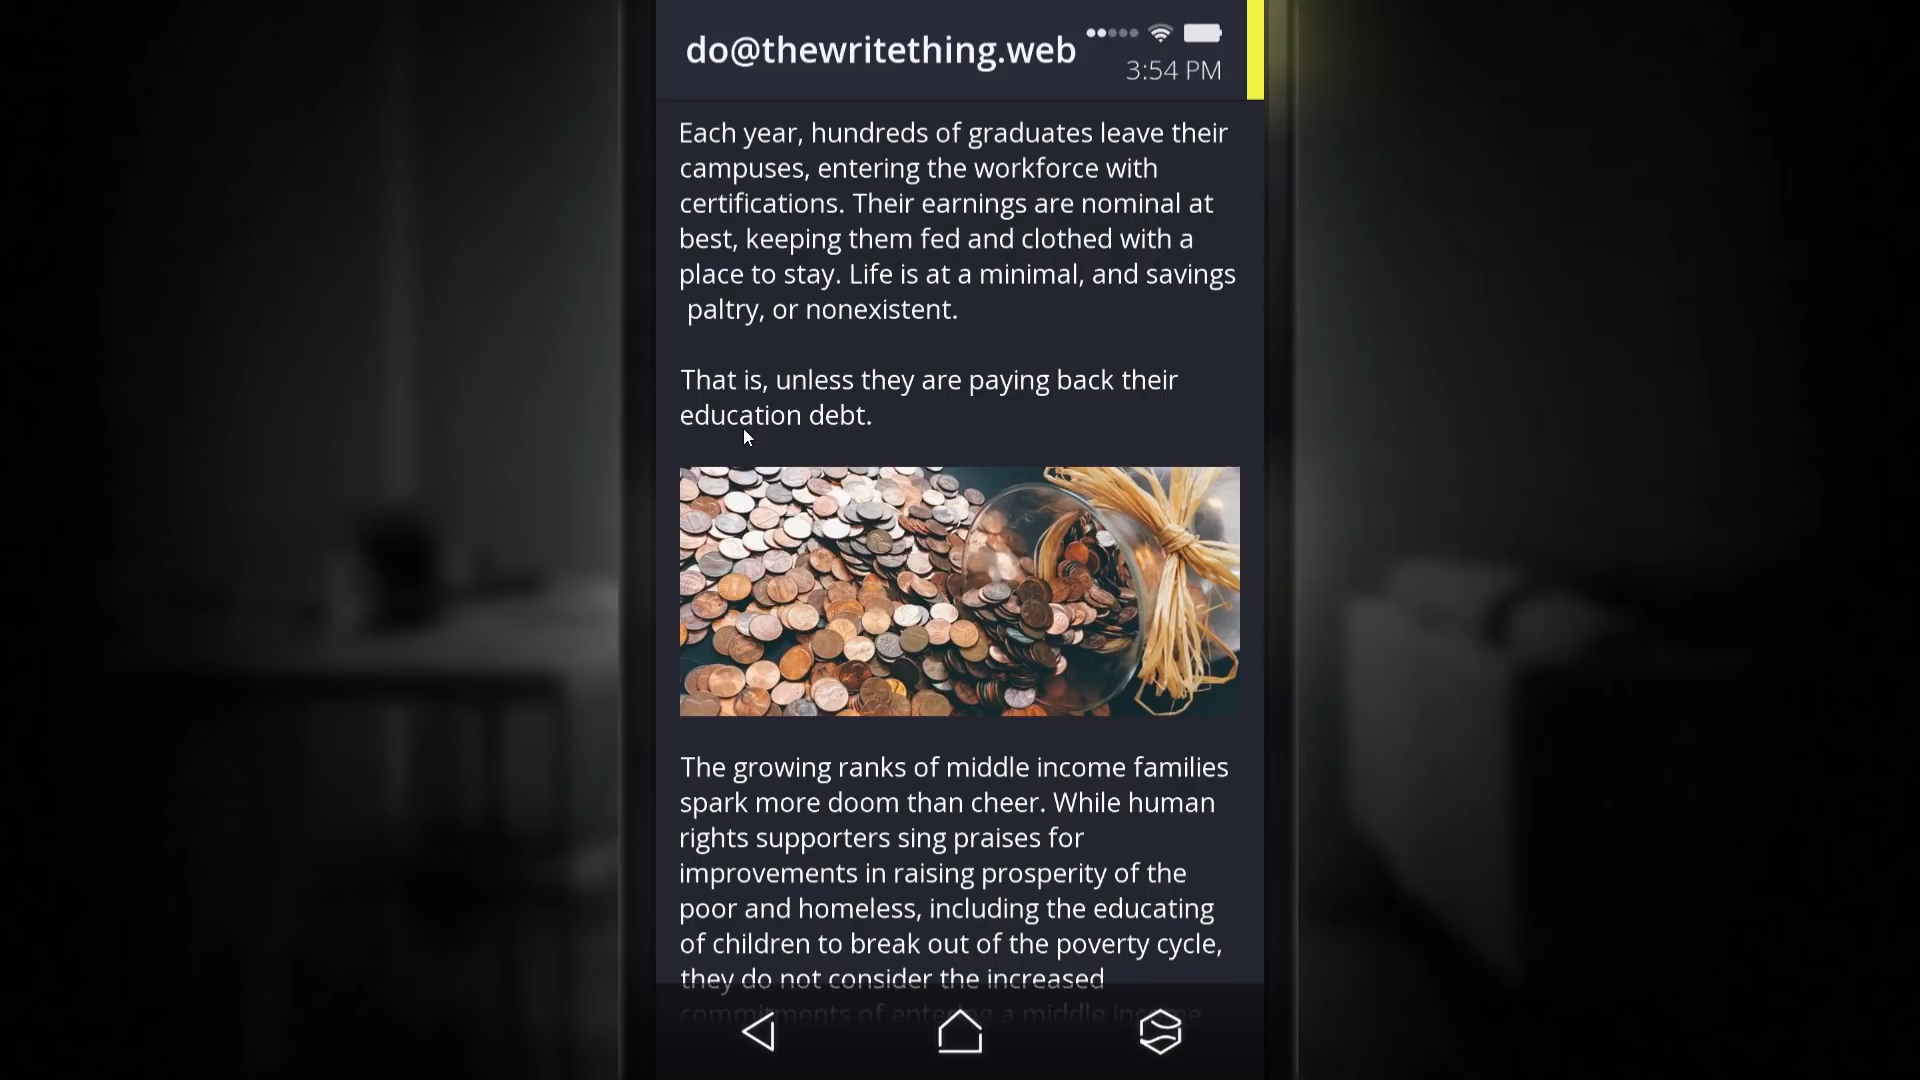 do@thewritething.web
3:54 PM
Each year, hundreds of graduates leave their
campuses, entering the workforce with
certifications. Their earnings are nominal at
best, keeping them fed and clothed with a
place to stay. Life is at a minimal, and savings
paltry, or nonexistent.
That is, unless they are paying back their
education debt.
The growing ranks of middle income families
spark more doom than cheer. While human
rights supporters sing praises for
improvements in raising prosperity of the
poor and homeless, including the educating
of children to break out of the poverty cycle,
they do not consider the increased
commitments of entering a middle income